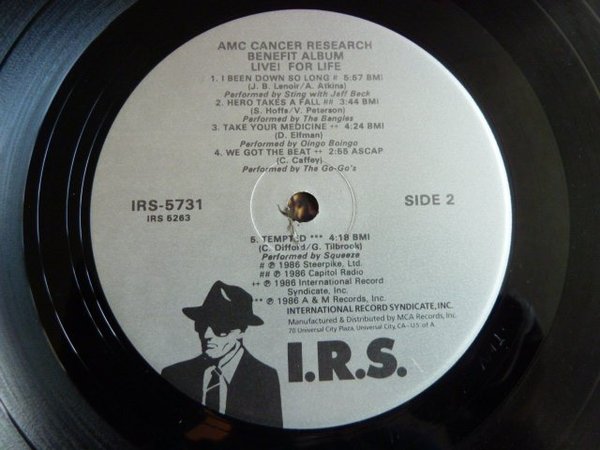 AMC CANCER RESEARCH
BENEFIT ALBUM
LIVE! FOR LIFE
1. I BEEN DOWN SO LONG # 5:57 BMI
(J. B. Lenoir/A. Atkins)
Performed by Sting with Jeff Beck
2. HERO TAKES A FALL ## 3:44 BMI
(S. Hoffs/V. Peterson)
Performed by The Bangles
3. TAKE YOUR MEDICINE ++ 4:24 BMI
(D. Elfman)
Performed by Oingo Boingo
4. WE GOT THE BEAT ++ 2:55 ASCAP
(C. Caffey)
Performed by The Go-Go's
IRS-5731
IRS 5263
SIDE 2
5. TEMPTED *** 4:18 BMI
(C. Difford/G. Tilbrook)
Performed by Squeeze
# ℗ 1986 Steerpike, Ltd.
## ℗ 1986 Capitol Radio
++ ℗ 1986 International Record
Syndicate, Inc.
*** ℗ 1986 A & M Records, Inc.
INTERNATIONAL RECORD SYNDICATE, INC.
Manufactured & Distributed by MCA Records, Inc.
70 Universal City Plaza, Universal City, CA-U.S. of A
I.R.S.